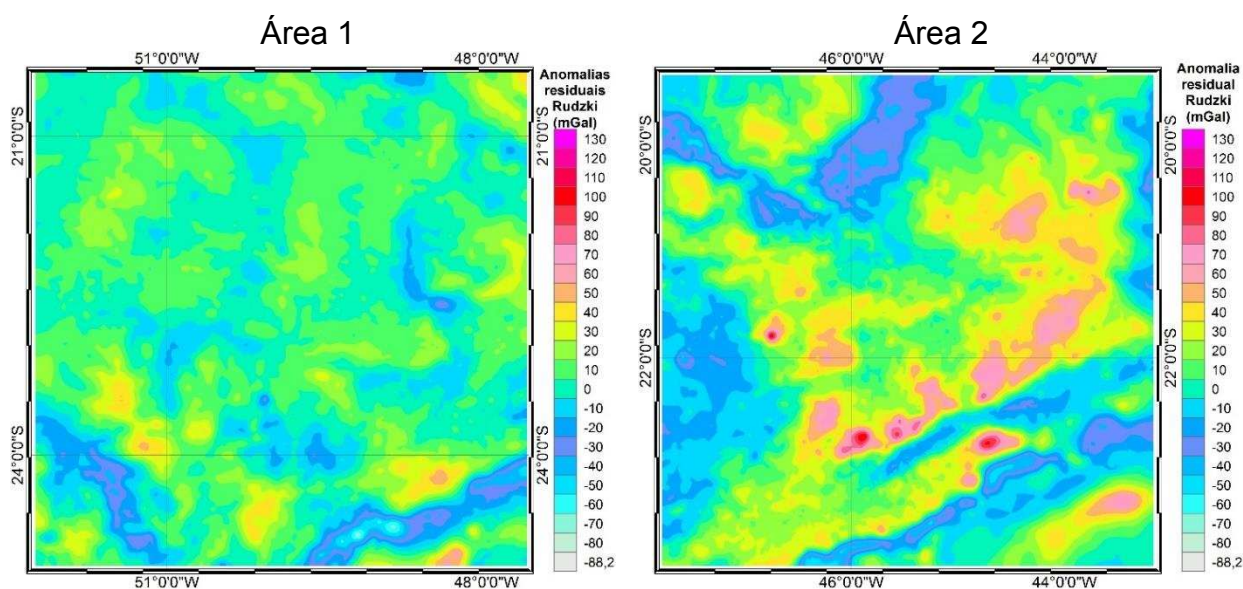 Área 1
51°0'0"W
48°0'0"W
21°0'0"S
24°0'0"S
21°0'0"S
24°0'0"S
51°0'0"W
48°0'0"W
Anomalias
residuais
Rudzki
(mGal)
130
120
100
90
80
70
60
50
40
30
20
10
0
-10
-20
-30
-40
-50
-60
-70
-80
-88,2
Área 2
46°0'0"W
44°0'0"W
20°0'0"S
22°0'0"S
20°0'0"S
22°0'0"S
46°0'0"W
44°0'0"W
Anomalia
residual
Rudzki
(mGal)
130
120
110
100
90
80
70
60
50
40
30
20
10
0
-10
-20
-30
-40
-50
-60
-70
-80
-88,2